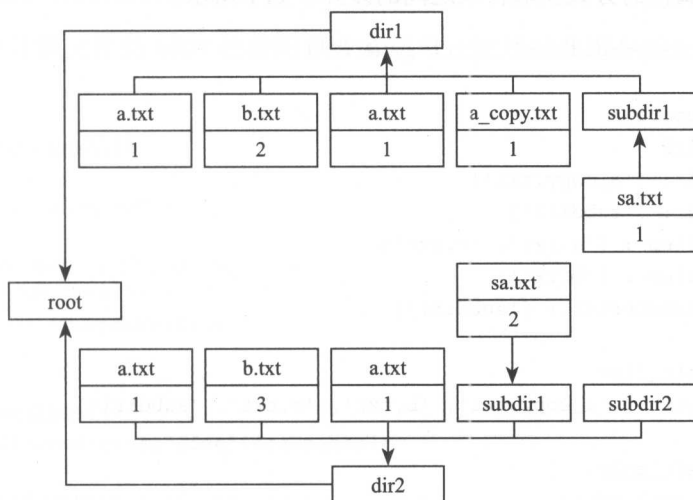 dir1
a.txt b.txt a.txt a_copy.txt subdir1
1 2 1 1
sa.txt
1
root
sa.txt
2
a.txt b.txt a.txt
1 3 1 subdir1 subdir2
dir2